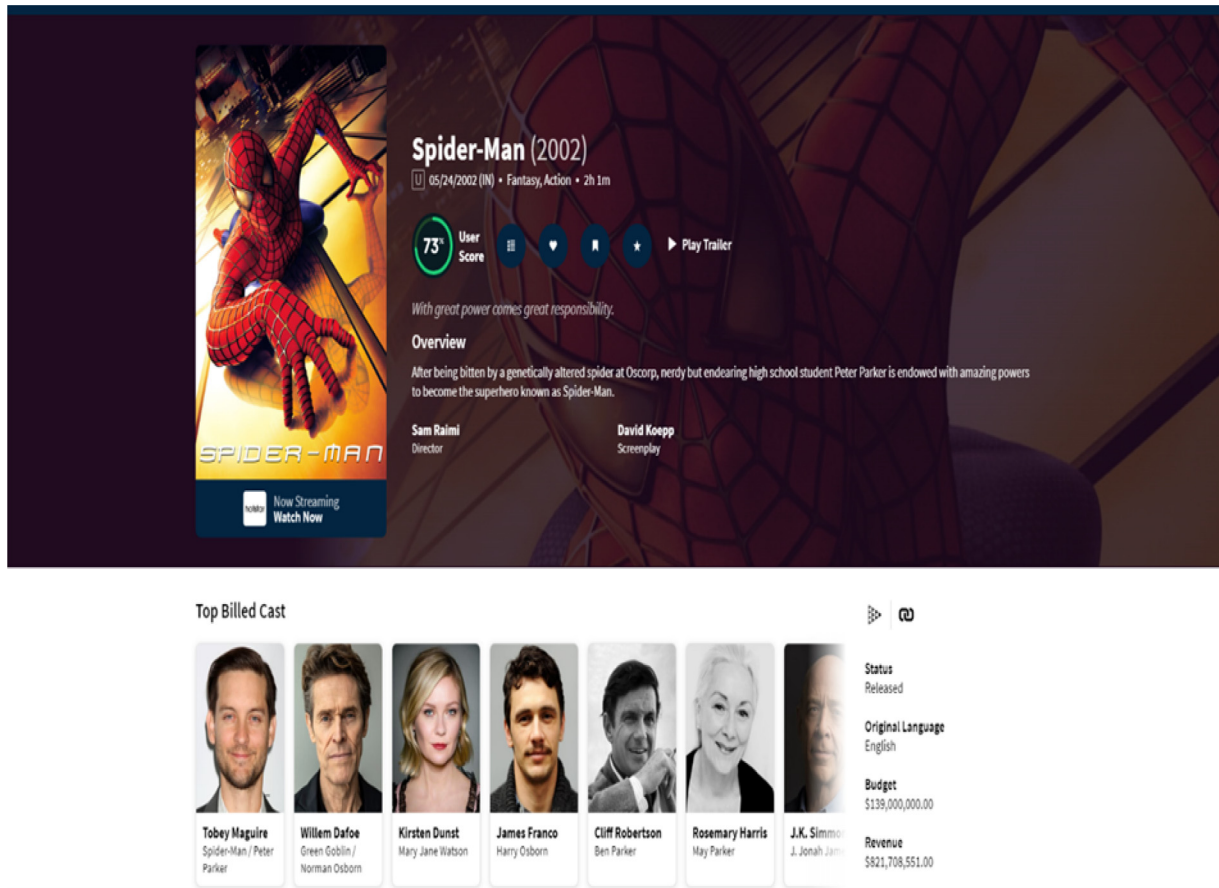 Spider-Man (2002)
U 05/24/2002 (IN) • Fantasy, Action • 2h 1m
73%
User
Score
Play Trailer
With great power comes great responsibility.
Overview
After being bitten by a genetically altered spider at Oscorp, nerdy but endearing high school student Peter Parker is endowed with amazing powers
to become the superhero known as Spider-Man.
Sam Raimi
Director
David Koepp
Screenplay
SPIDER-MAN
hotstar
Now Streaming
Watch Now
Top Billed Cast
Tobey Maguire
Spider-Man / Peter
Parker
Willem Dafoe
Green Goblin /
Norman Osborn
Kirsten Dunst
Mary Jane Watson
James Franco
Harry Osborn
Cliff Robertson
Ben Parker
Rosemary Harris
May Parker
J.K. Simmo
J. Jonah Jam
Status
Released
Original Language
English
Budget
$139,000,000.00
Revenue
$821,708,551.00